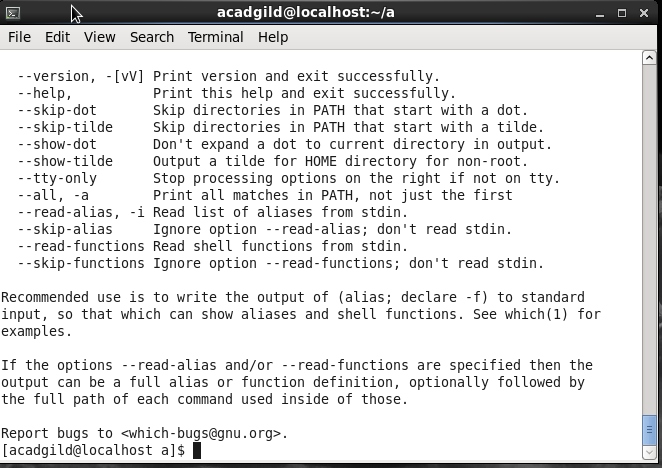 acadgild@localhost:~/a
File Edit View Search Terminal Help
--version, -[vV] Print version and exit successfully.
--help,          Print this help and exit successfully.
--skip-dot       Skip directories in PATH that start with a dot.
--skip-tilde     Skip directories in PATH that start with a tilde.
--show-dot       Don't expand a dot to current directory in output.
--show-tilde     Output a tilde for HOME directory for non-root.
--tty-only       Stop processing options on the right if not on tty.
--all, -a        Print all matches in PATH, not just the first
--read-alias, -i Read list of aliases from stdin.
--skip-alias     Ignore option --read-alias; don't read stdin.
--read-functions Read shell functions from stdin.
--skip-functions Ignore option --read-functions; don't read stdin.
Recommended use is to write the output of (alias; declare -f) to standard
input, so that which can show aliases and shell functions. See which(1) for
examples.
If the options --read-alias and/or --read-functions are specified then the
output can be a full alias or function definition, optionally followed by
the full path of each command used inside of those.
Report bugs to <which-bugs@gnu.org>.
[acadgild@localhost a]$